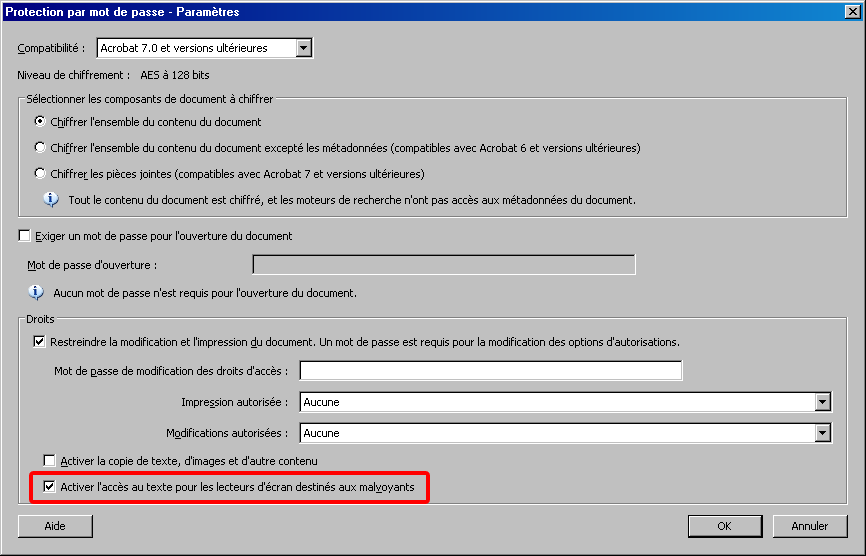 Protection par mot de passe - Paramètres
Compatibilité : Acrobat 7.0 et versions ultérieures
Niveau de chiffrement : AES à 128 bits
Sélectionner les composants de document à chiffrer
Chiffrer l'ensemble du contenu du document
Chiffrer l'ensemble du contenu du document excepté les métadonnées (compatibles avec Acrobat 6 et versions ultérieures)
Chiffrer les pièces jointes (compatibles avec Acrobat 7 et versions ultérieures)
Tout le contenu du document est chiffré, et les moteurs de recherche n'ont pas accès aux métadonnées du document.
Exiger un mot de passe pour l'ouverture du document
Mot de passe d'ouverture :
Aucun mot de passe n'est requis pour l'ouverture du document.
Droits
Restreindre la modification et l'impression du document. Un mot de passe est requis pour la modification des options d'autorisations.
Mot de passe de modification des droits d'accès :
Impression autorisée : Aucune
Modifications autorisées : Aucune
Activer la copie de texte, d'images et d'autre contenu
Activer l'accès au texte pour les lecteurs d'écran destinés aux malvoyants
Aide OK Annuler